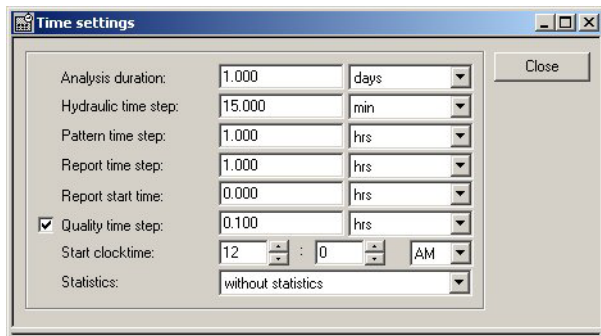 Time settings
Close
Analysis duration: 1.000 days
Hydraulic time step: 15.000 min
Pattern time step: 1.000 hrs
Report time step: 1.000 hrs
Report start time: 0.000 hrs
Quality time step: 0.100 hrs
Start clocktime: 12 : 0 AM
Statistics: without statistics